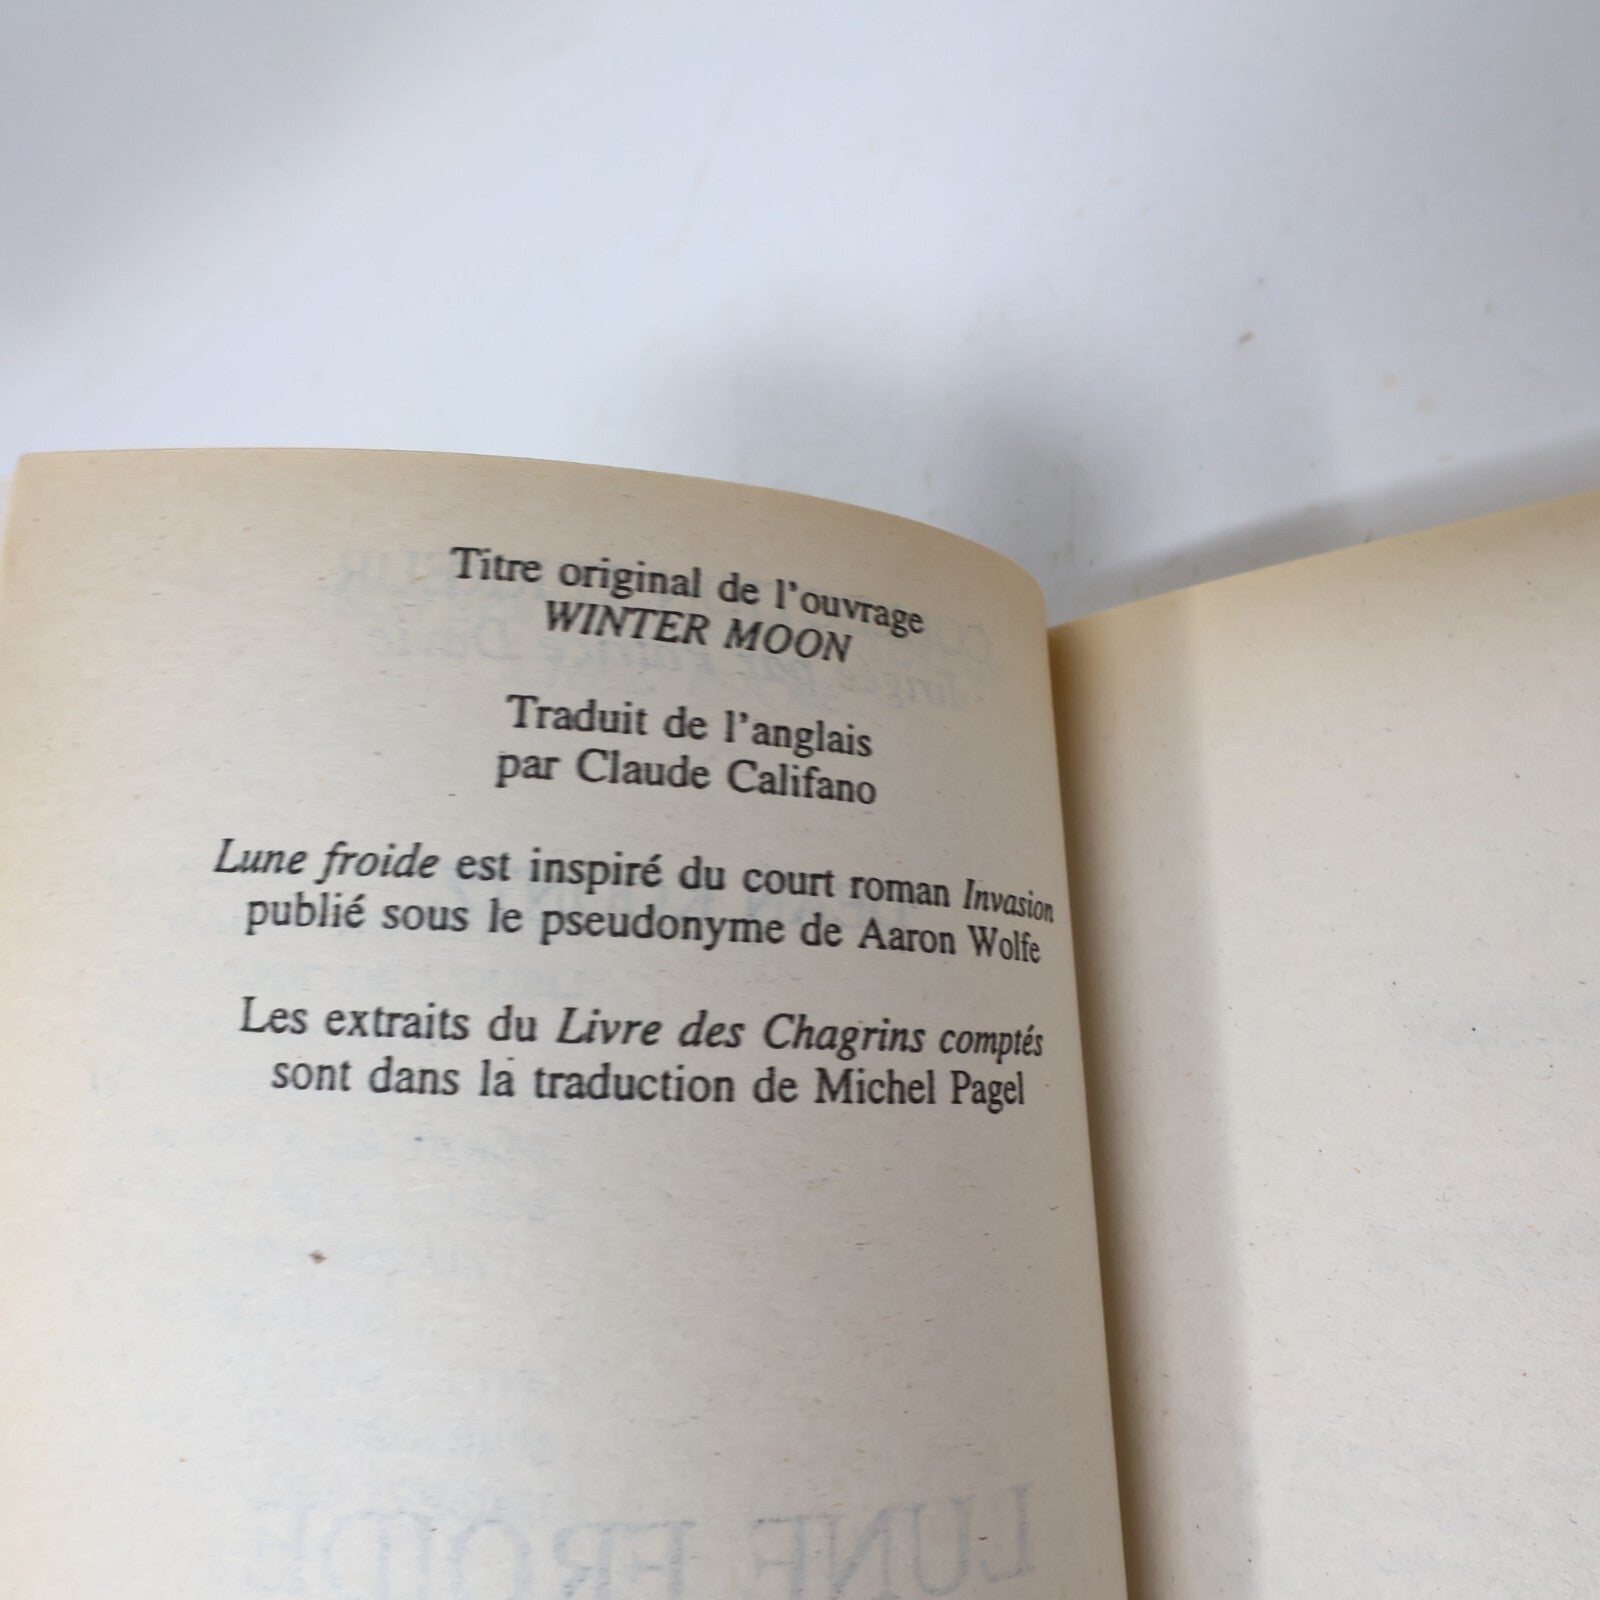 Titre original de l'ouvrage
WINTER MOON
Traduit de l'anglais
par Claude Califano
Lune froide est inspiré du court roman Invasion
publié sous le pseudonyme de Aaron Wolfe
Les extraits du Livre des Chagrins comptés
sont dans la traduction de Michel Pagel
LUNE FROIDE